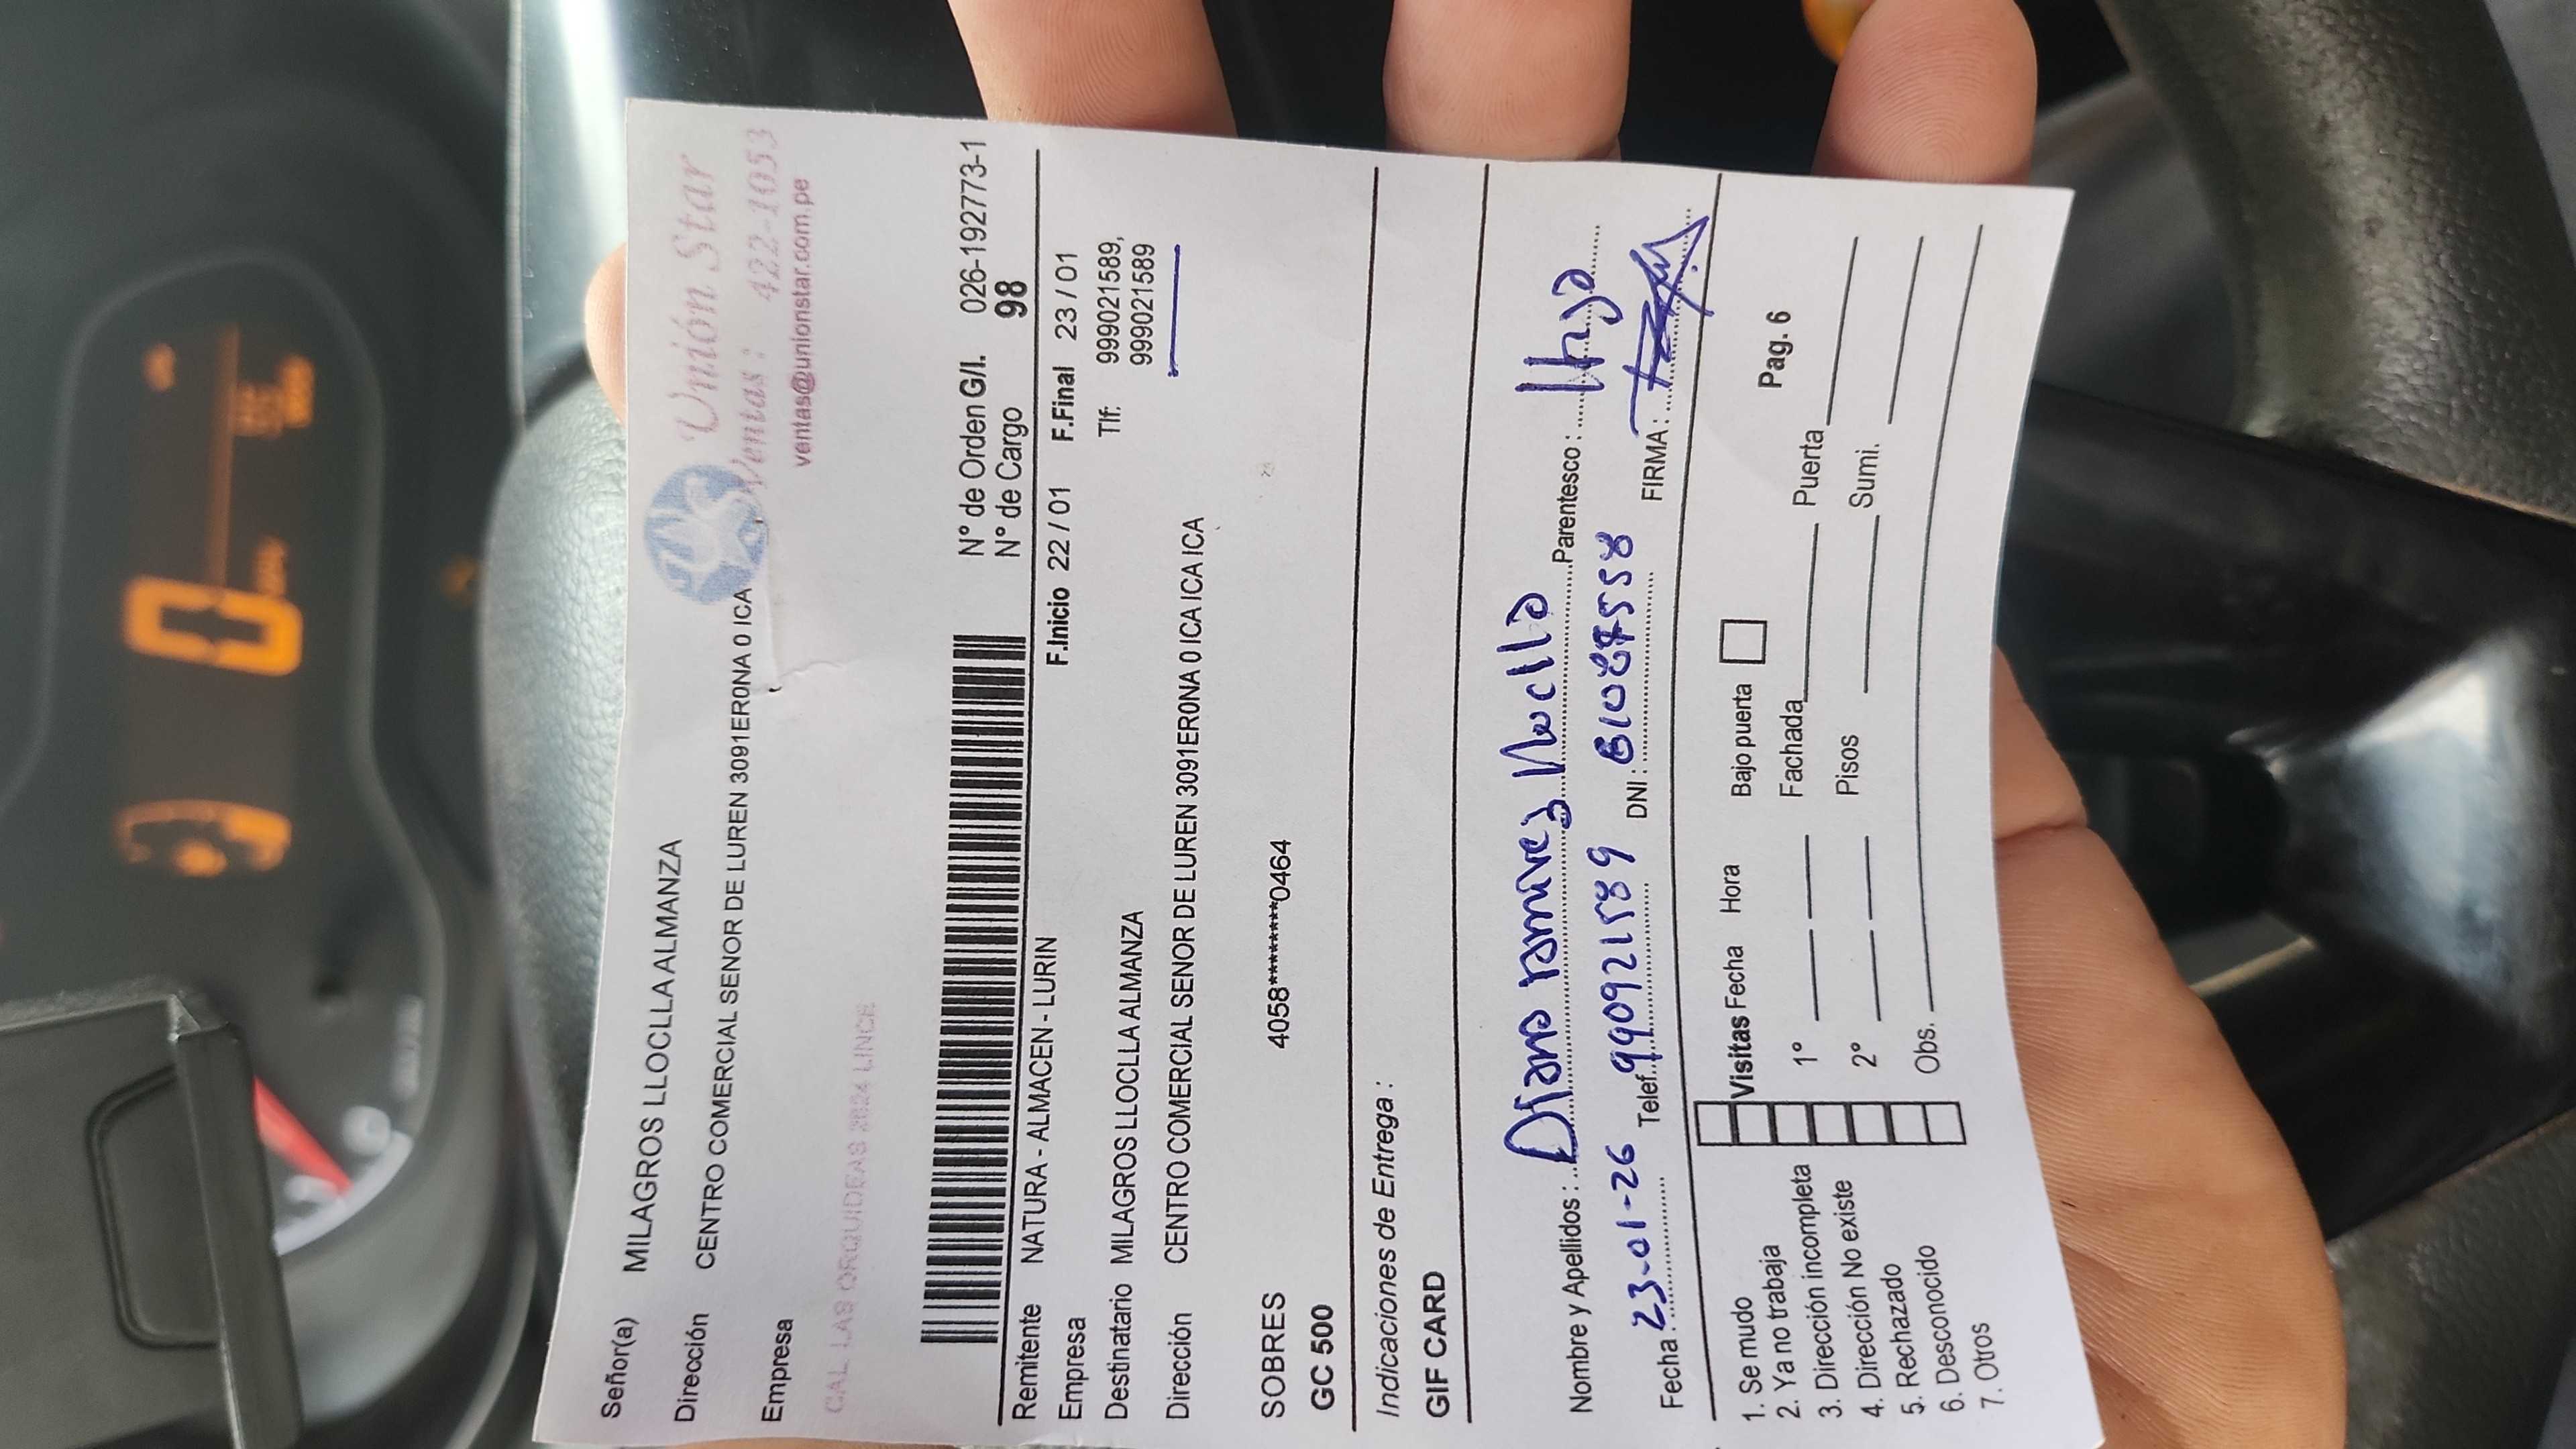 Señor(a) MILAGROS LLOCLLA ALMANZA
Unión Star
Dirección CENTRO COMERCIAL SENOR DE LUREN 3091ER0NA 0 ICA
Ventas: 422-1053
Empresa
ventas@unionstar.com.pe
CAL LAS ORQUIDEAS 2624 LINCE
N° de Orden G/I. 026-1927773-1
N° de Cargo 98
Remitente NATURA - ALMACEN - LURIN
F.Inicio 22 / 01 F.Final 23 / 01
Empresa
Destinatario MILAGROS LLOCLLA ALMANZA
Tlf: 999021589,
999021589
Dirección CENTRO COMERCIAL SENOR DE LUREN 3091ER0NA 0 ICA ICA ICA
SOBRES 4058********0464
GC 500
Indicaciones de Entrega :
GIF CARD
Nombre y Apellidos : Diana ramirez lloclla Parentesco : Hija
Fecha : 23-01-26 Telef. 999021589 DNI : FIRMA :
1. Se mudo
2. Ya no trabaja
3. Dirección incompleta
4. Dirección No existe
5. Rechazado
6. Desconocido
7. Otros
Visitas Fecha Hora Bajo puerta Pag. 6
1° Fachada Puerta
2° Pisos Sumi.
Obs.